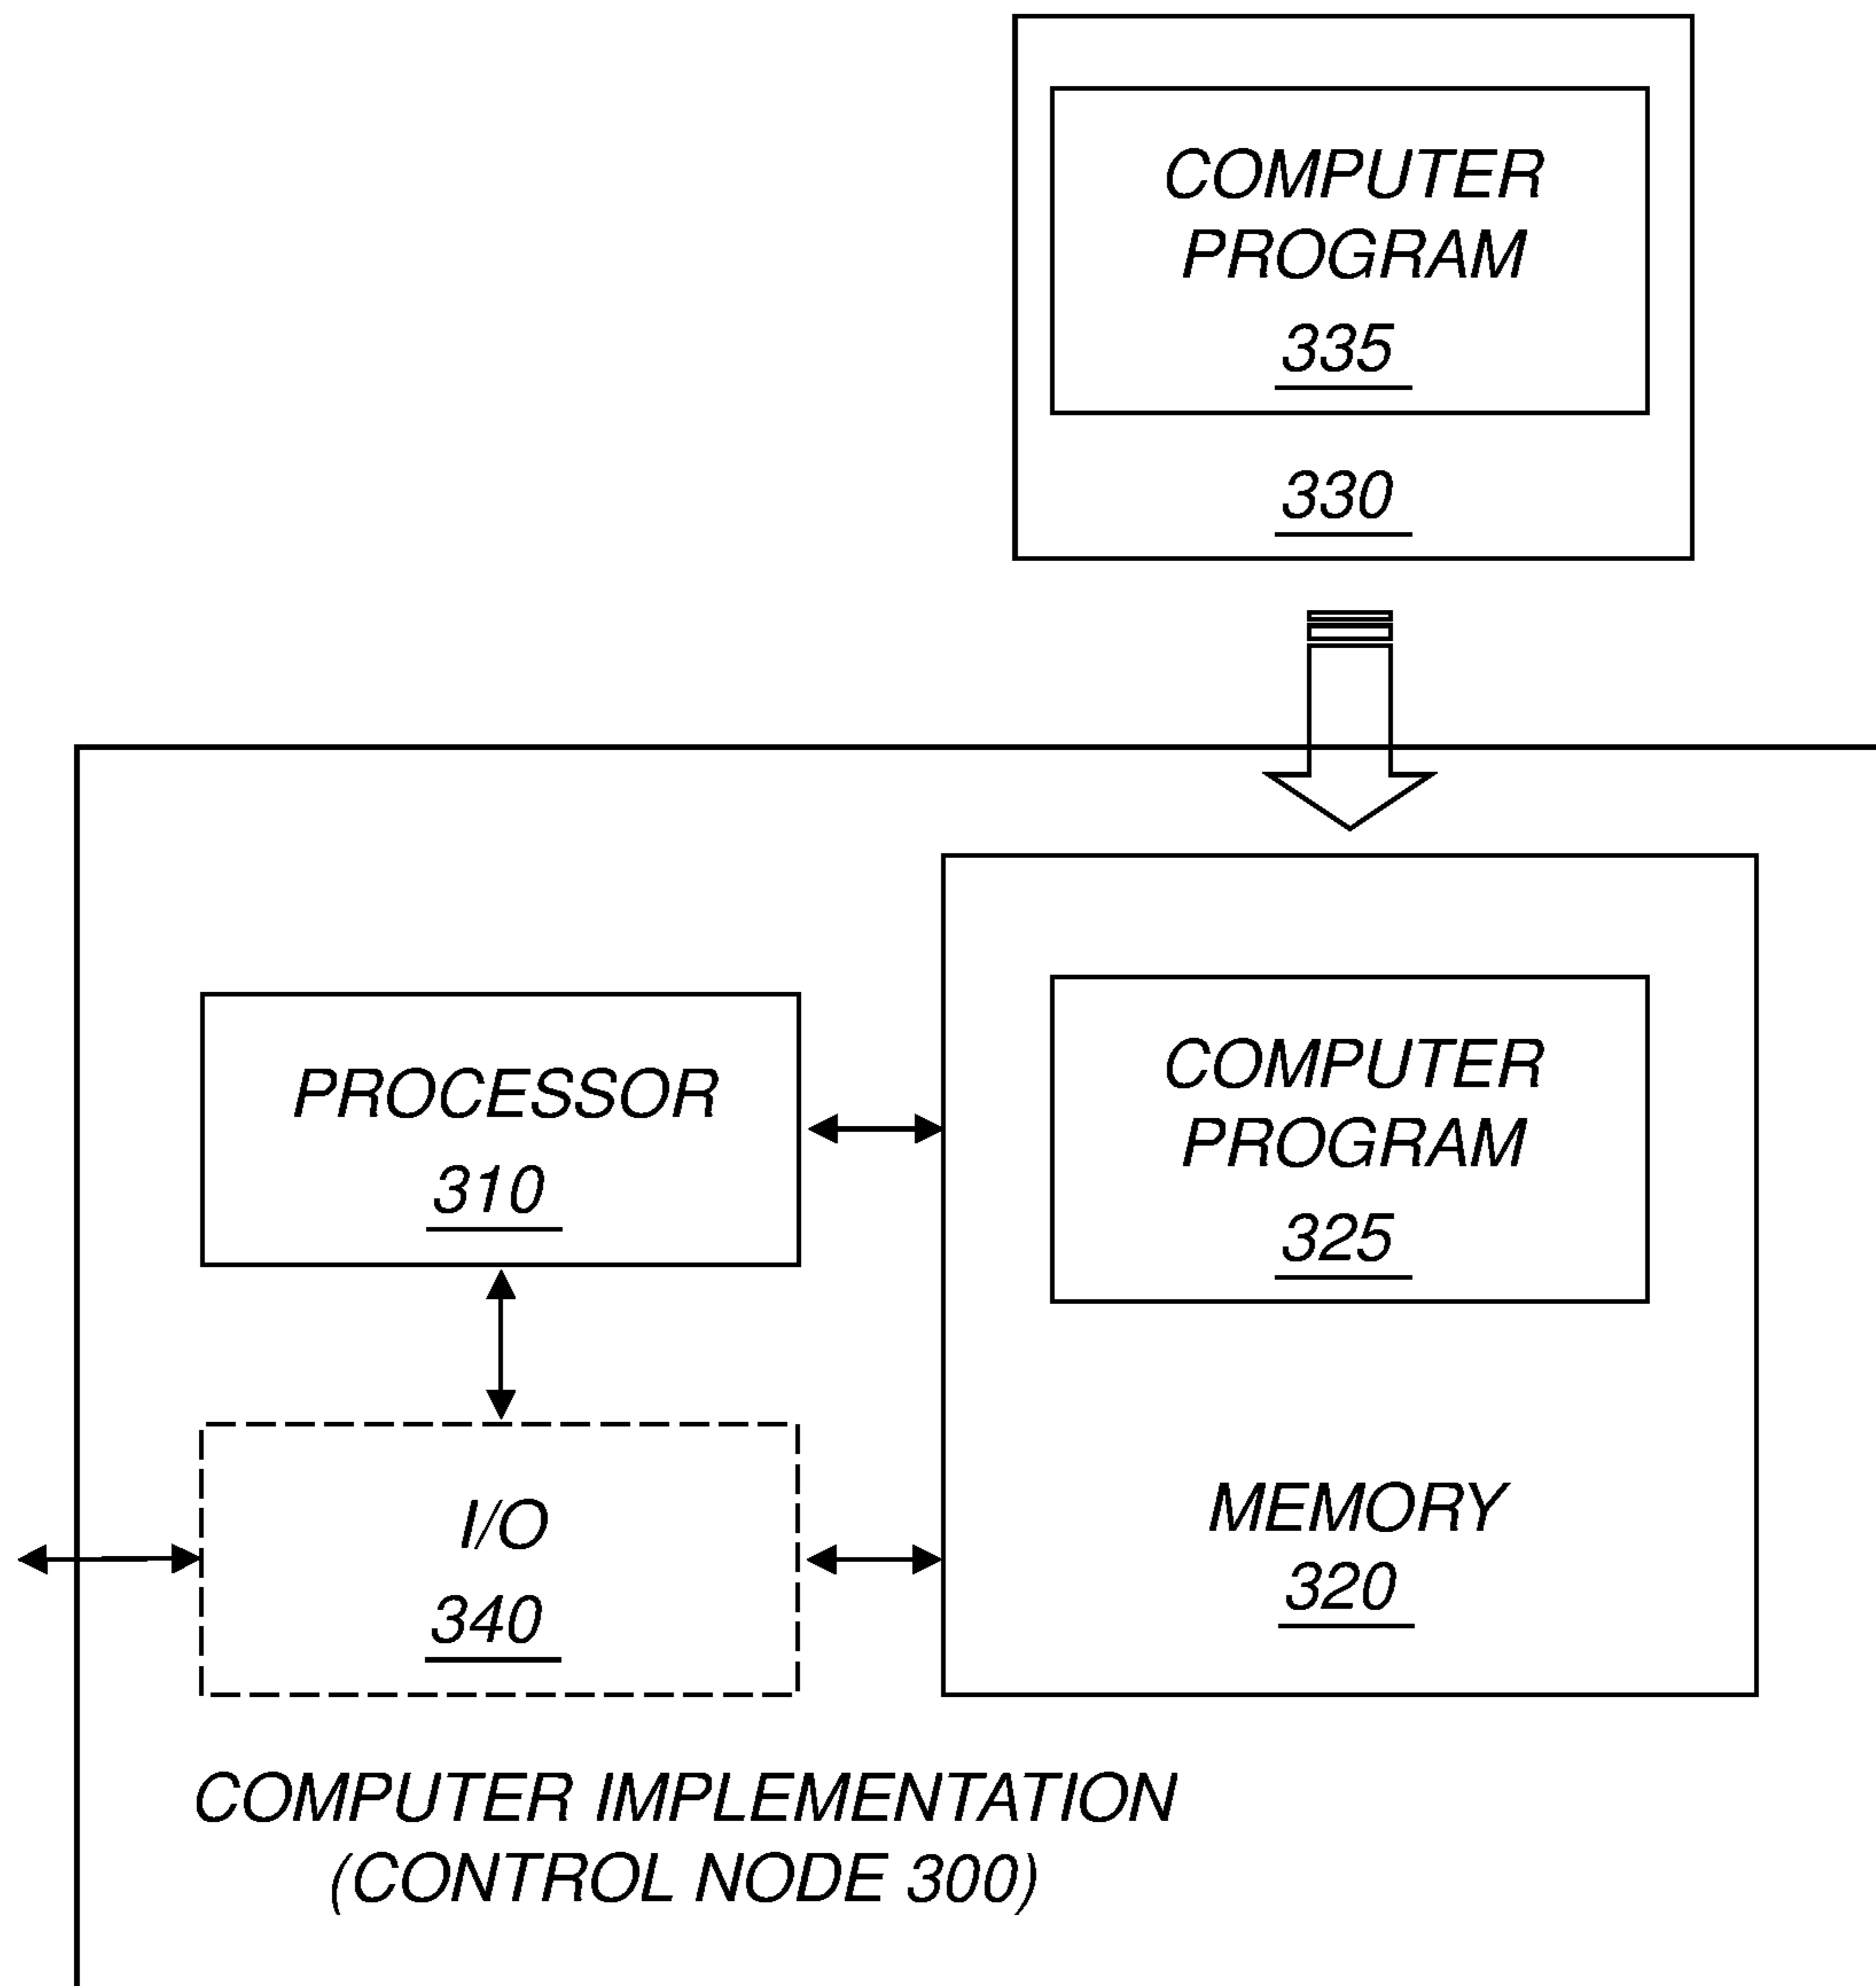 COMPUTER
PROGRAM
335
330
PROCESSOR
310
COMPUTER
PROGRAM
325
I/O
340
MEMORY
320
COMPUTER IMPLEMENTATION
(CONTROL NODE 300)